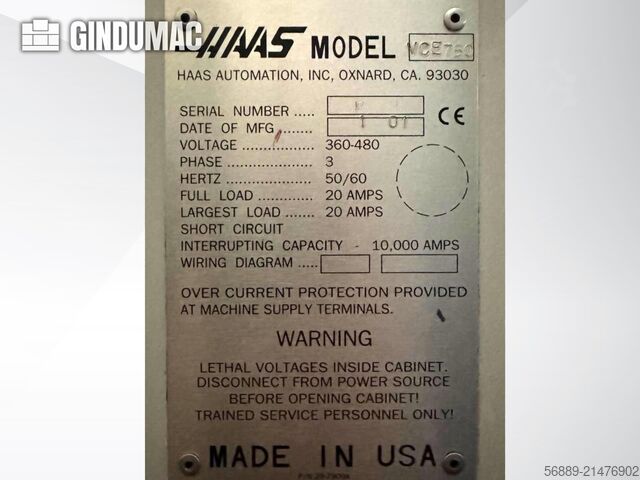 GINDUMAC
HAAS MODEL VCE750
HAAS AUTOMATION, INC, OXNARD, CA. 93030
SERIAL NUMBER .....
DATE OF MFG........ 1 01 CE
VOLTAGE ................. 360-480
PHASE ..................... 3
HERTZ ..................... 50/60
FULL LOAD ............. 20 AMPS
LARGEST LOAD ....... 20 AMPS
SHORT CIRCUIT
INTERRUPTING CAPACITY - 10,000 AMPS
WIRING DIAGRAM .....
OVER CURRENT PROTECTION PROVIDED
AT MACHINE SUPPLY TERMINALS.
WARNING
LETHAL VOLTAGES INSIDE CABINET.
DISCONNECT FROM POWER SOURCE
BEFORE OPENING CABINET!
TRAINED SERVICE PERSONNEL ONLY!
MADE IN USA
56889-21476902